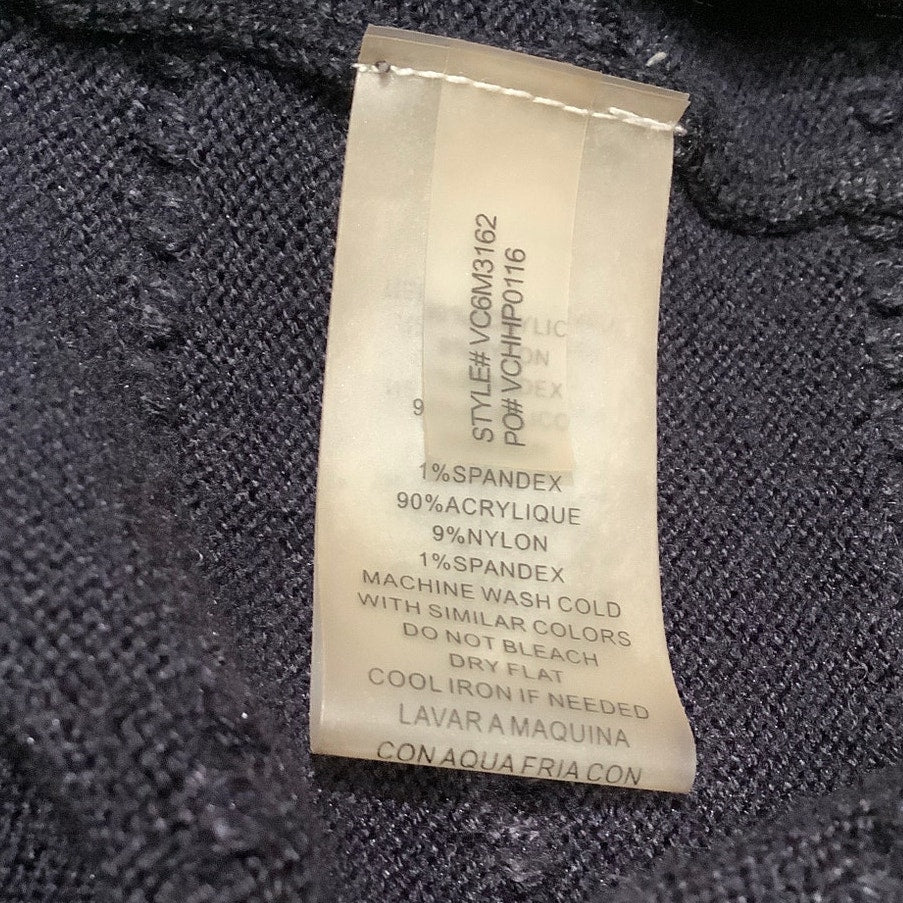 STYLE# VC6M3162
PO# VCHHP0116
9
1%SPANDEX
90%ACRYLIQUE
9%NYLON
1%SPANDEX
MACHINE WASH COLD
WITH SIMILAR COLORS
DO NOT BLEACH
DRY FLAT
COOL IRON IF NEEDED
LAVAR A MAQUINA
CON AQUA FRIA CON